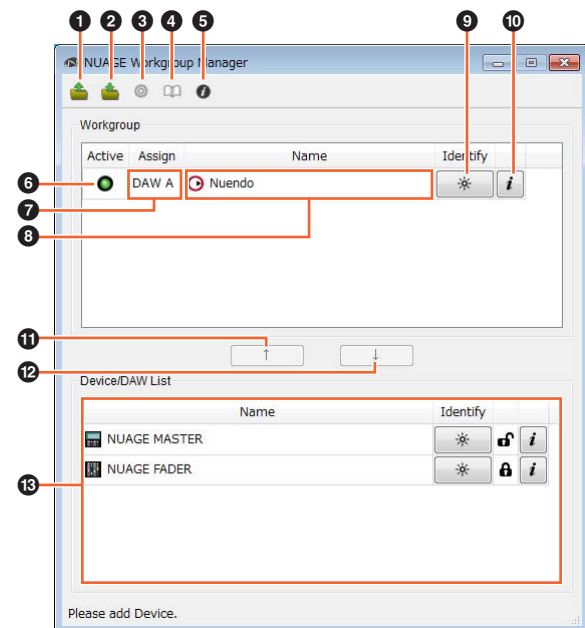 1 2 3 4 5 9 10
NUAGE Workgroup Manager
Workgroup
Active Assign Name Identify
6 DAW A Nuendo i
7
8
11 ↑ ↓
12
Device/DAW List
Name Identify
NUAGE MASTER i
13 NUAGE FADER i
Please add Device.